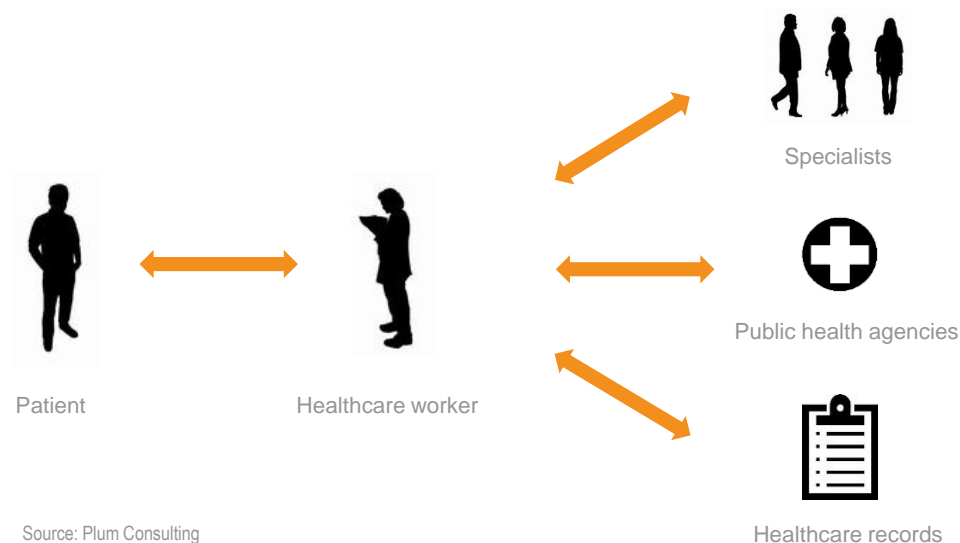 Specialists
Public health agencies
Patient
Healthcare worker
Source: Plum Consulting
Healthcare records